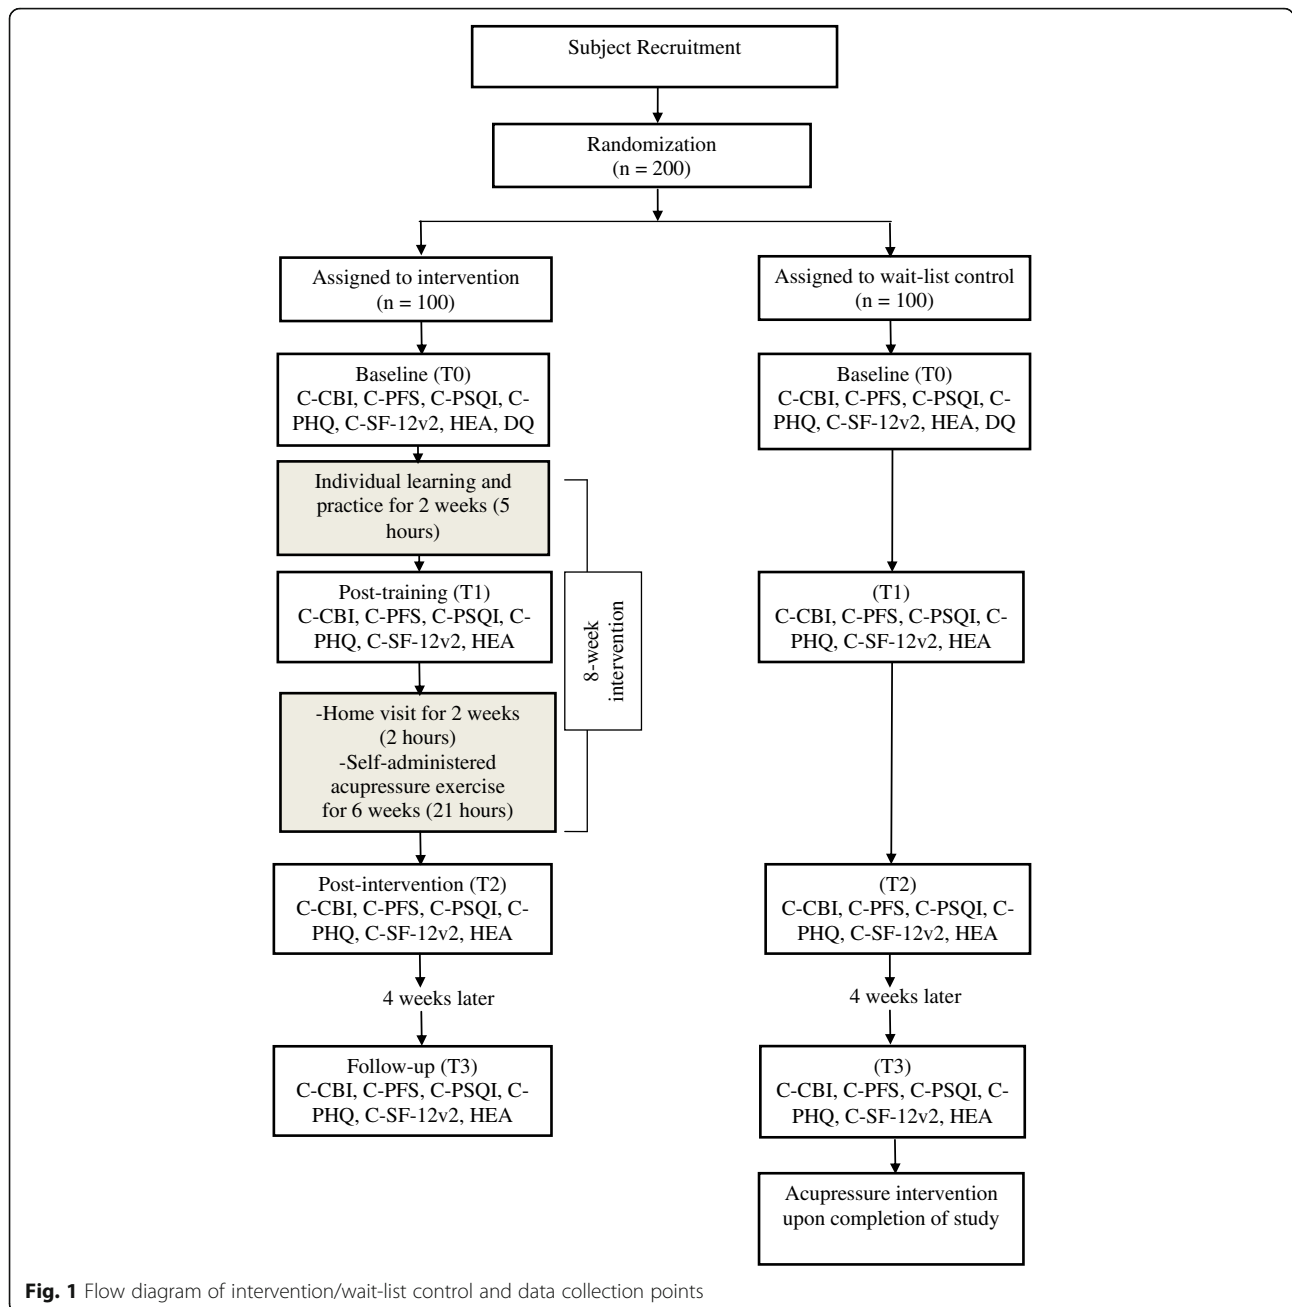 Subject Recruitment
Randomization
(n = 200)
Assigned to intervention
(n = 100)
Assigned to wait-list control
(n = 100)
Baseline (T0)
C-CBI, C-PFS, C-PSQI, C-
PHQ, C-SF-12v2, HEA, DQ
Baseline (T0)
C-CBI, C-PFS, C-PSQI, C-
PHQ, C-SF-12v2, HEA, DQ
Individual learning and
practice for 2 weeks (5
hours)
8-week
intervention
Post-training (T1)
C-CBI, C-PFS, C-PSQI, C-
PHQ, C-SF-12v2, HEA
(T1)
C-CBI, C-PFS, C-PSQI, C-
PHQ, C-SF-12v2, HEA
-Home visit for 2 weeks
(2 hours)
-Self-administered
acupressure exercise
for 6 weeks (21 hours)
Post-intervention (T2)
C-CBI, C-PFS, C-PSQI, C-
PHQ, C-SF-12v2, HEA
(T2)
C-CBI, C-PFS, C-PSQI, C-
PHQ, C-SF-12v2, HEA
4 weeks later
4 weeks later
Follow-up (T3)
C-CBI, C-PFS, C-PSQI, C-
PHQ, C-SF-12v2, HEA
(T3)
C-CBI, C-PFS, C-PSQI, C-
PHQ, C-SF-12v2, HEA
Acupressure intervention
upon completion of study
Fig. 1 Flow diagram of intervention/wait-list control and data collection points